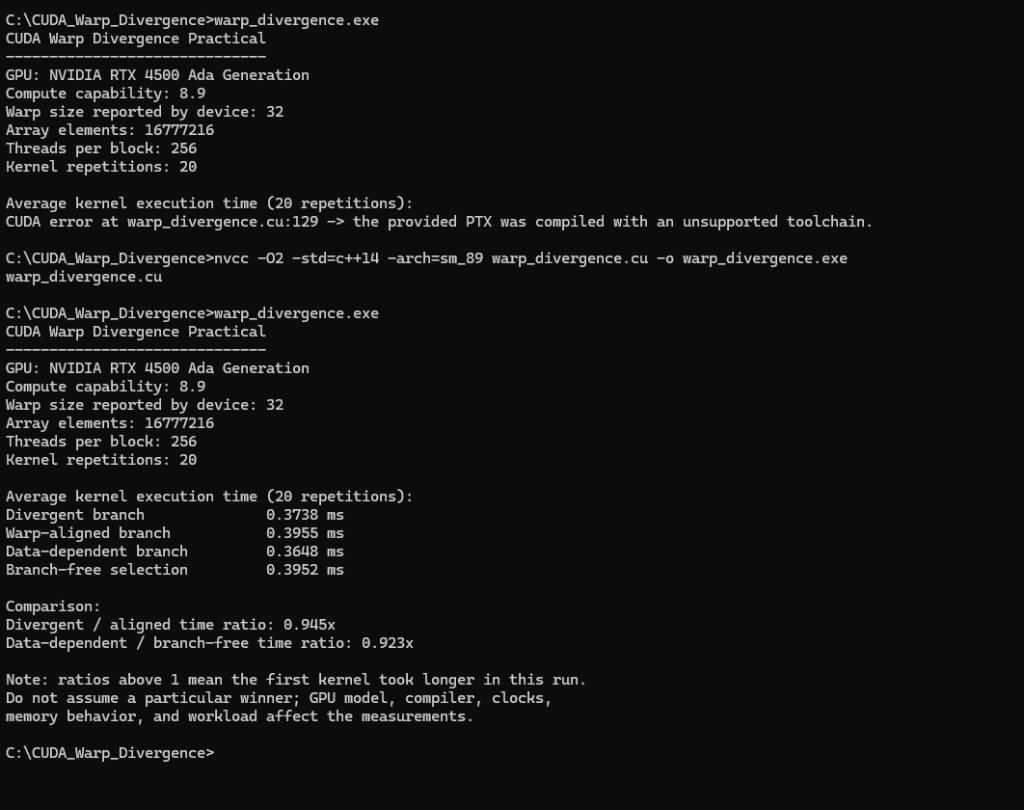 C:\CUDA_Warp_Divergence>warp_divergence.exe
CUDA Warp Divergence Practical
------------------------------
GPU: NVIDIA RTX 4500 Ada Generation
Compute capability: 8.9
Warp size reported by device: 32
Array elements: 16777216
Threads per block: 256
Kernel repetitions: 20

Average kernel execution time (20 repetitions):
CUDA error at warp_divergence.cu:129 -> the provided PTX was compiled with an unsupported toolchain.

C:\CUDA_Warp_Divergence>nvcc -O2 -std=c++14 -arch=sm_89 warp_divergence.cu -o warp_divergence.exe
warp_divergence.cu

C:\CUDA_Warp_Divergence>warp_divergence.exe
CUDA Warp Divergence Practical
------------------------------
GPU: NVIDIA RTX 4500 Ada Generation
Compute capability: 8.9
Warp size reported by device: 32
Array elements: 16777216
Threads per block: 256
Kernel repetitions: 20

Average kernel execution time (20 repetitions):
Divergent branch              0.3738 ms
Warp-aligned branch           0.3955 ms
Data-dependent branch         0.3648 ms
Branch-free selection         0.3952 ms

Comparison:
Divergent / aligned time ratio: 0.945x
Data-dependent / branch-free time ratio: 0.923x

Note: ratios above 1 mean the first kernel took longer in this run.
Do not assume a particular winner; GPU model, compiler, clocks,
memory behavior, and workload affect the measurements.

C:\CUDA_Warp_Divergence>